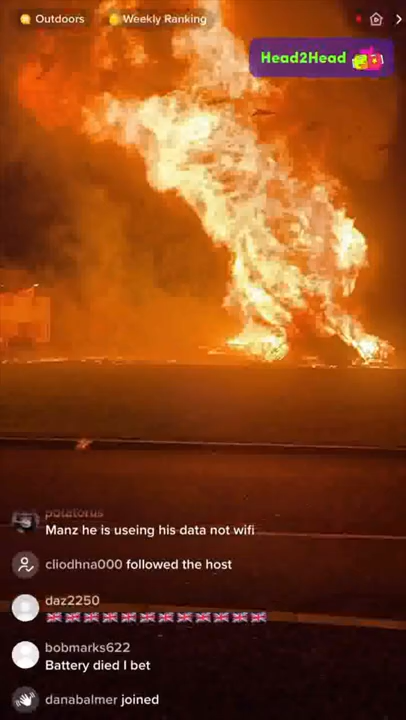 Outdoors
Weekly Ranking
Head2Head
potatorus
Manz he is useing his data not wifi
cliodhna000 followed the host
daz2250
🇬🇧🇬🇧🇬🇧🇬🇧🇬🇧🇬🇧🇬🇧🇬🇧🇬🇧🇬🇧🇬🇧🇬🇧
bobmarks622
Battery died I bet
danabalmer joined